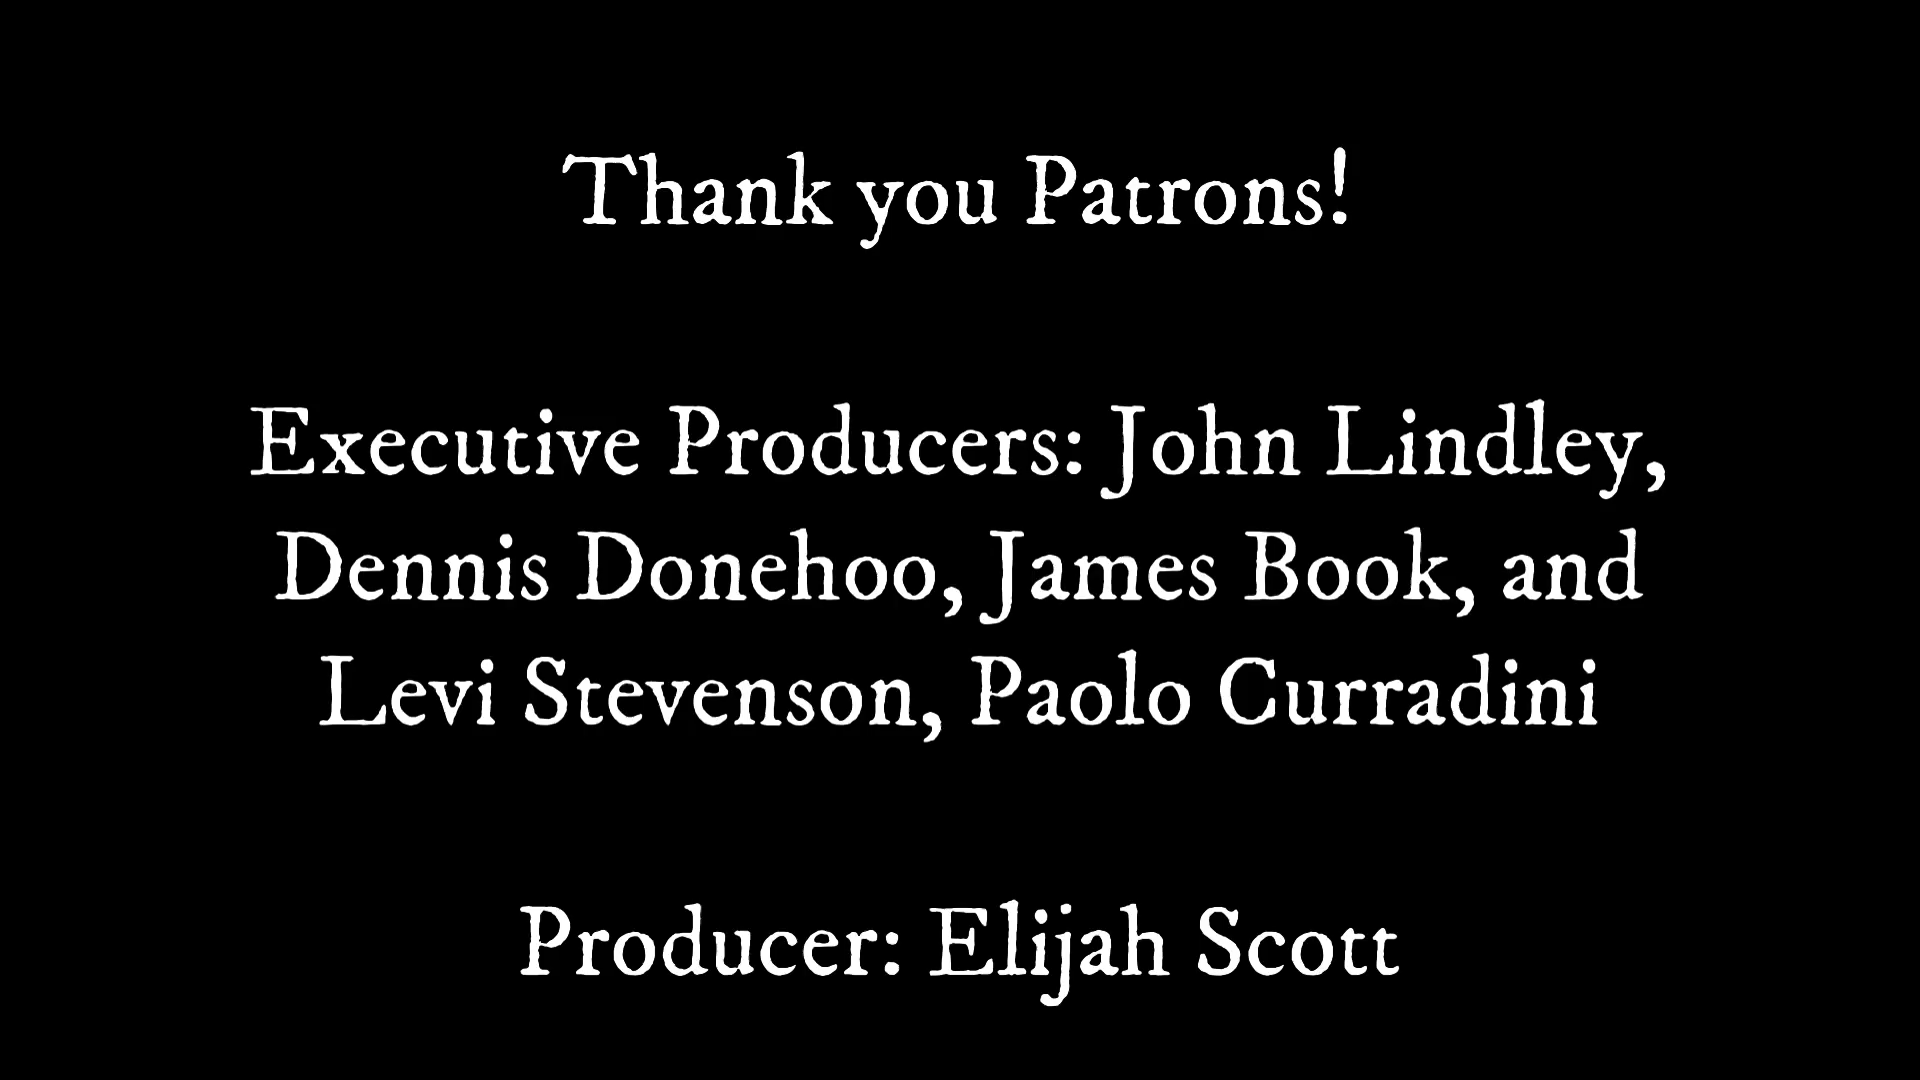 Thank you Patrons!
Executive Producers: John Lindley,
Dennis Donehoo, James Book, and
Levi Stevenson, Paolo Curradini
Producer: Elijah Scott